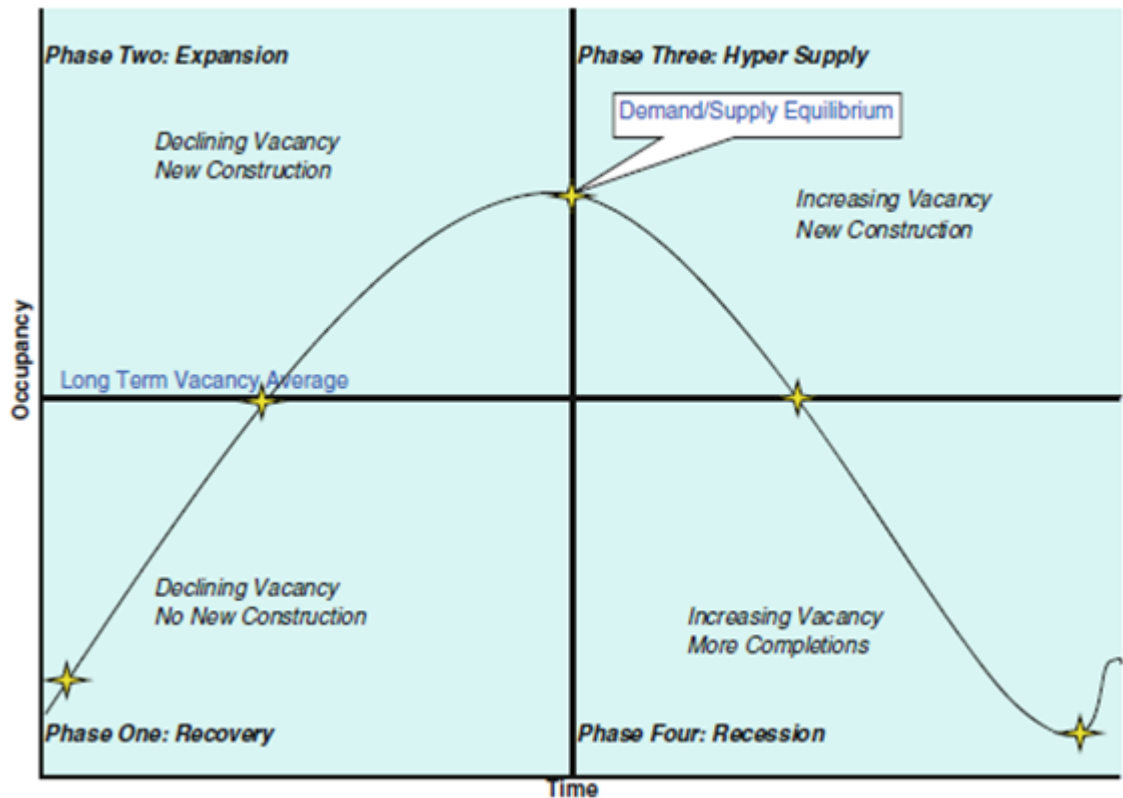 Phase Two: Expansion
Phase Three: Hyper Supply
Demand/Supply Equilibrium
Declining Vacancy
New Construction
Increasing Vacancy
New Construction
Occupancy
Long Term Vacancy Average
Declining Vacancy
No New Construction
Increasing Vacancy
More Completions
Phase One: Recovery
Phase Four: Recession
Time